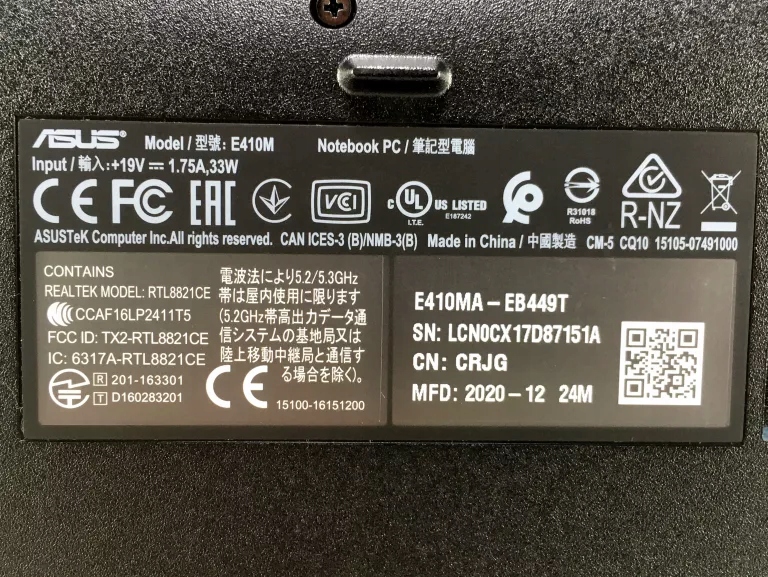 ASUS Model / 型號: E410M Notebook PC / 筆記型電腦
Input / 輸入:+19V⎓1.75A,33W
CE FC EAC VCCI c UL US LISTED R-NZ
I.T.E. E187242 R31018
RoHS
ASUSTeK Computer Inc.All rights reserved. CAN ICES-3 (B)/NMB-3(B) Made in China / 中國製造 CM-5 CQ10 15105-07491000
CONTAINS
REALTEK MODEL: RTL8821CE
CCAF16LP2411T5
FCC ID: TX2-RTL8821CE
IC: 6317A-RTL8821CE
R 201-163301
T D160283201
電波法により5.2/5.3GHz
帯は屋内使用に限ります
(5.2GHz帯高出力データ通
信システムの基地局又は
陸上移動中継局と通信す
る場合を除く)。
CE 15100-16151200
E410MA-EB449T
SN: LCN0CX17D87151A
CN: CRJG
MFD: 2020-12 24M